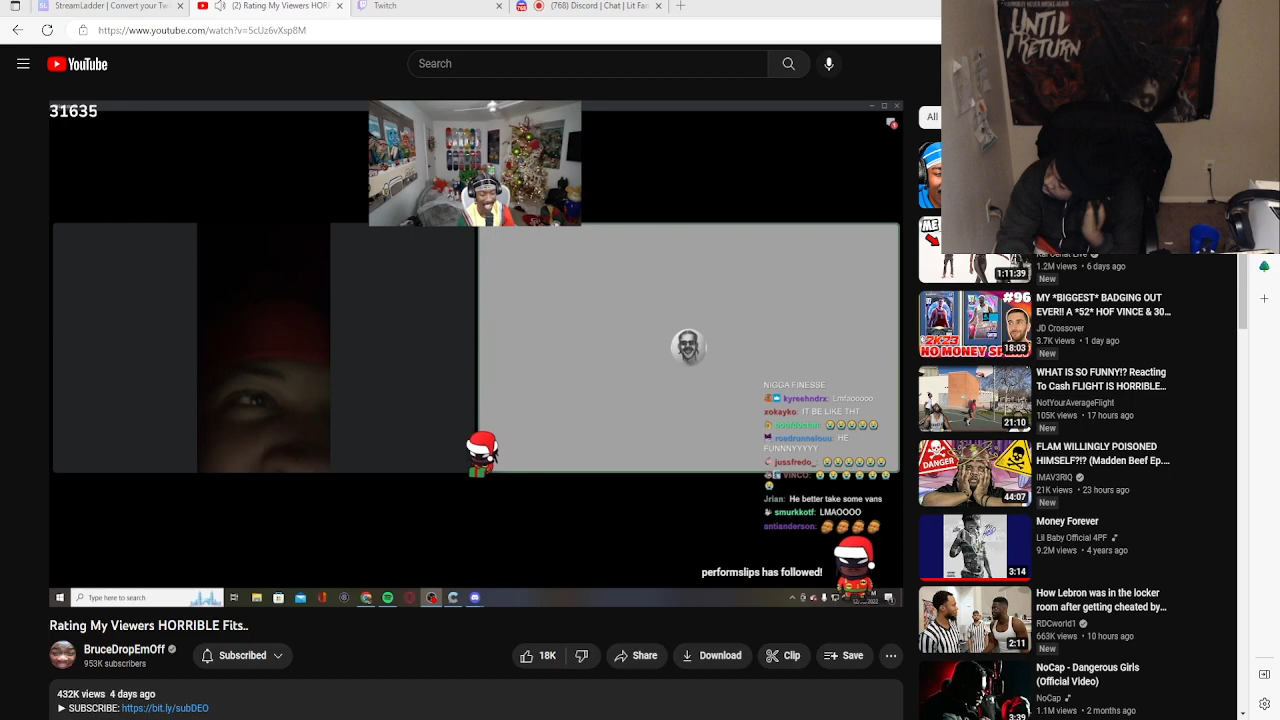 StreamLadder | Convert your Tw
(2) Rating My Viewers HORR
Twitch
(768) Discord | Chat | Lit Fan
https://www.youtube.com/watch?v=5cUz6vXsp8M
YouTube
Search
All
UNTIL
I RETURN
31635
NIGGA FINESSE
kyreehndrx: Lmfaooooo
xokayko: IT BE LIKE THT
roadrunnalouu: HE
FUNNNYYYYY
jussfredo_:
VINCO:
Jrian: He better take some vans
smurkkotf: LMAOOOO
antianderson:
performslips has followed!
Type here to search
Rating My Viewers HORRIBLE Fits..
BruceDropEmOff
953K subscribers
Subscribed
18K
Share
Download
Clip
Save
432K views 4 days ago
► SUBSCRIBE: https://bit.ly/subDEO
ME
1:11:39
Kai Cenat Live
1.2M views • 6 days ago
New
#96
2K23
NO MONEY SP
18:03
MY *BIGGEST* BADGING OUT
EVER!! A *52* HOF VINCE & 30...
JD Crossover
3.7K views • 1 day ago
New
21:10
WHAT IS SO FUNNY!? Reacting
To Cash FLIGHT IS HORRIBLE...
NotYourAverageFlight
105K views • 17 hours ago
New
DANGER
44:07
FLAM WILLINGLY POISONED
HIMSELF?!? (Madden Beef Ep....
IMAV3RIQ
21K views • 23 hours ago
New
3:14
Money Forever
Lil Baby Official 4PF
9.2M views • 4 years ago
2:11
How Lebron was in the locker
room after getting cheated by...
RDCworld1
663K views • 10 hours ago
New
3:39
NoCap - Dangerous Girls
(Official Video)
NoCap
1.1M views • 2 months ago